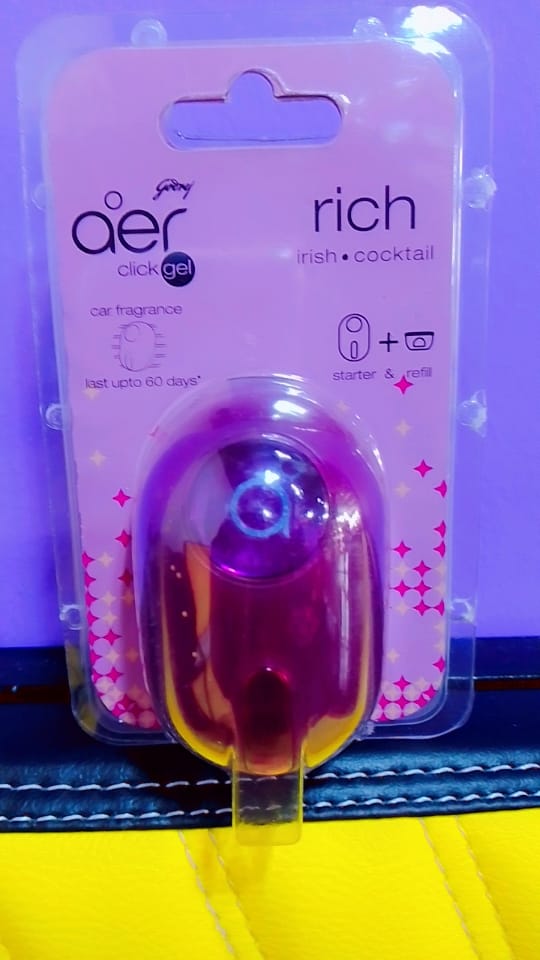 Godrej
aer
click gel
rich
irish • cocktail
car fragrance
last upto 60 days*
+
starter & refill
a